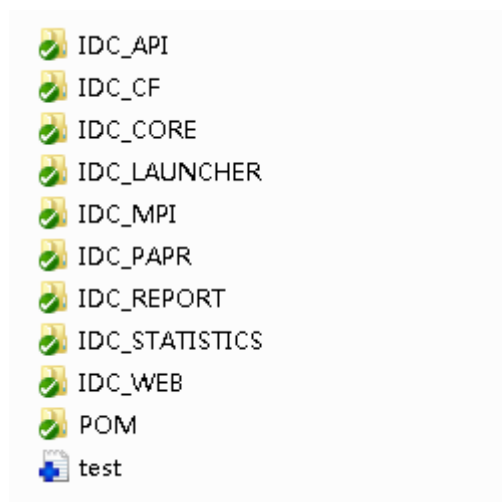 IDC_API
IDC_CF
IDC_CORE
IDC_LAUNCHER
IDC_MPI
IDC_PAPR
IDC_REPORT
IDC_STATISTICS
IDC_WEB
POM
test